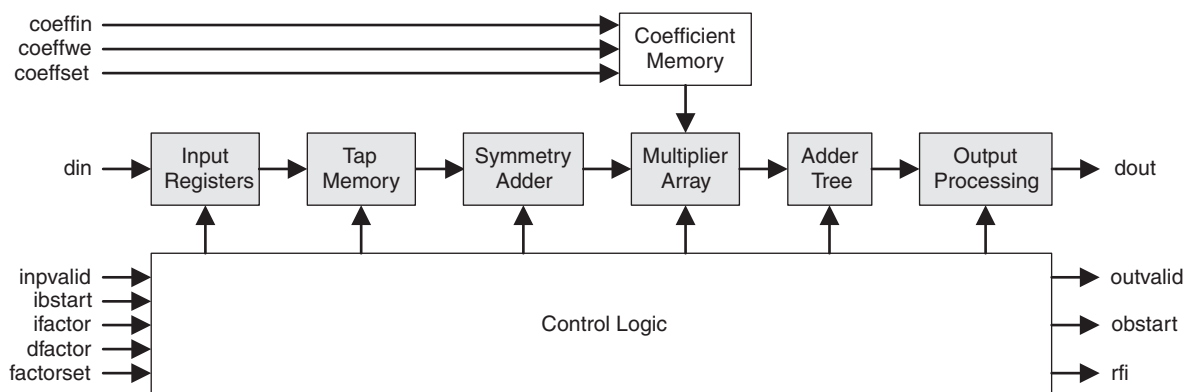 coeffin
coeffwe
coeffset
Coefficient
Memory
din
Input
Registers
Tap
Memory
Symmetry
Adder
Multiplier
Array
Adder
Tree
Output
Processing
dout
inpvalid
ibstart
ifactor
dfactor
factorset
Control Logic
outvalid
obstart
rfi